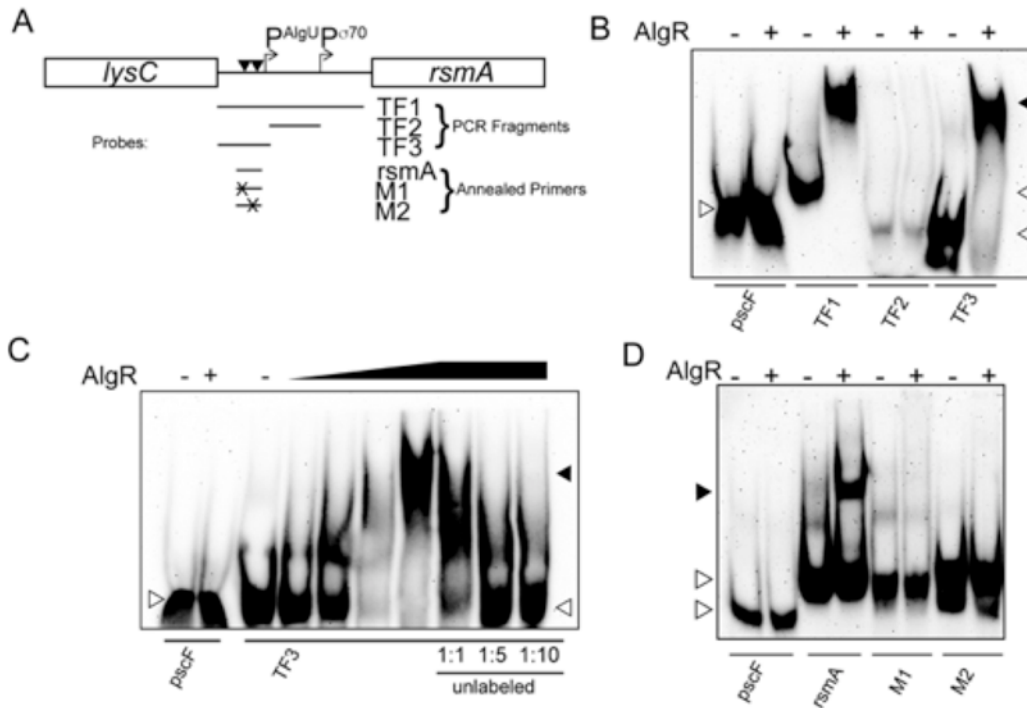 A
P AlgU P σ70
lysC
rsmA
Probes:
TF1
TF2
TF3
PCR Fragments
rsmA
M1
M2
Annealed Primers
B
AlgR - + - + - + - +
pscF TF1 TF2 TF3
C
AlgR - + -
pscF TF3 1:1 1:5 1:10
unlabeled
D
AlgR - + - + - + - +
pscF rsmA M1 M2